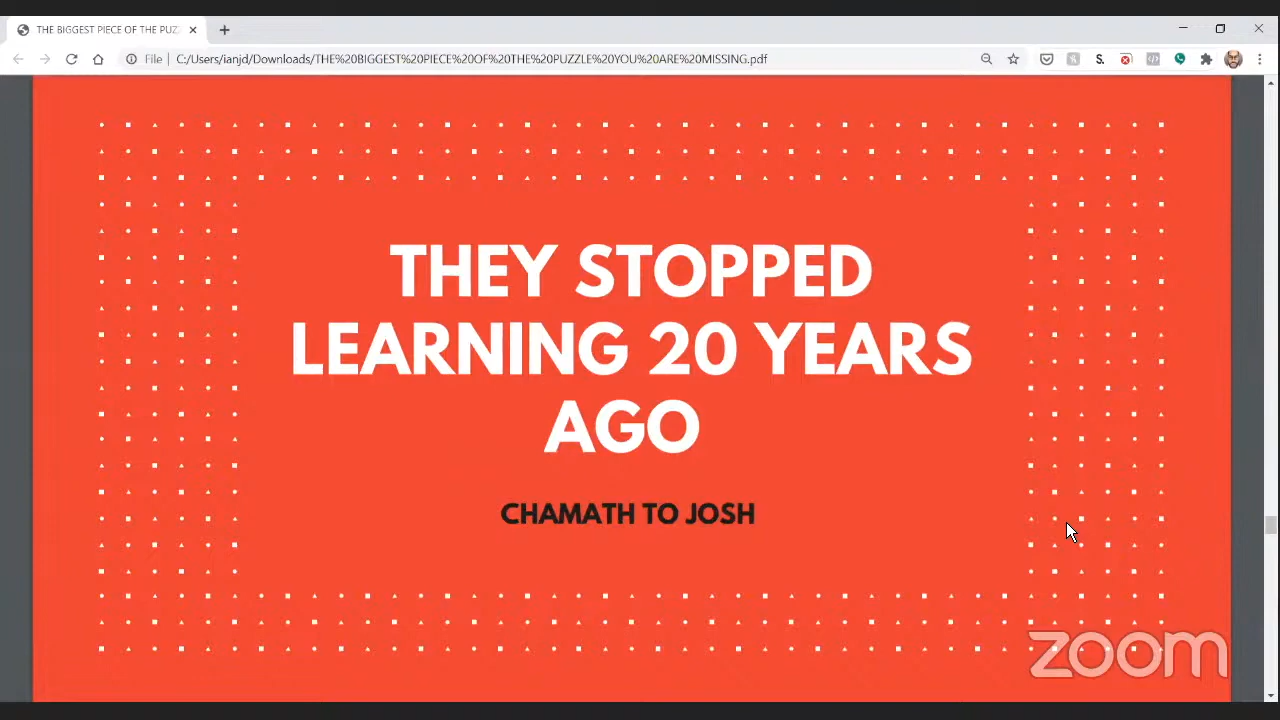 THE BIGGEST PIECE OF THE PUZ
File
C:/Users/ianjd/Downloads/THE%20BIGGEST%20PIECE%20OF%20THE%20PUZZLE%20YOU%20ARE%20MISSING.pdf
THEY STOPPED
LEARNING 20 YEARS
AGO
CHAMATH TO JOSH
zoom